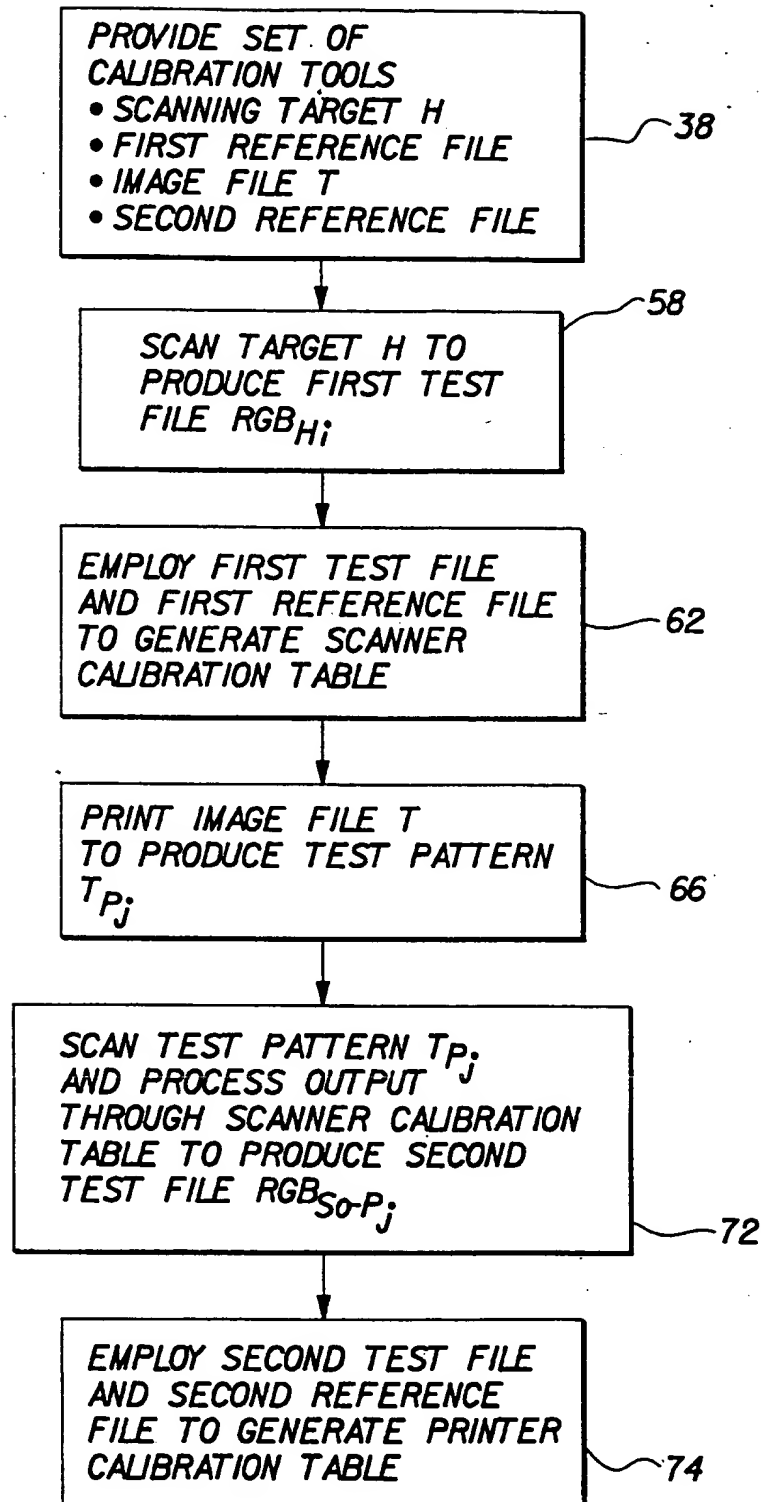 PROVIDE SET OF
CALIBRATION TOOLS
• SCANNING TARGET H
• FIRST REFERENCE FILE
• IMAGE FILE T
• SECOND REFERENCE FILE
38
SCAN TARGET H TO
PRODUCE FIRST TEST
FILE RGB_Hi
58
EMPLOY FIRST TEST FILE
AND FIRST REFERENCE FILE
TO GENERATE SCANNER
CALIBRATION TABLE
62
PRINT IMAGE FILE T
TO PRODUCE TEST PATTERN
T_Pj
66
SCAN TEST PATTERN T_Pj
AND PROCESS OUTPUT
THROUGH SCANNER CALIBRATION
TABLE TO PRODUCE SECOND
TEST FILE RGB_So-Pj
72
EMPLOY SECOND TEST FILE
AND SECOND REFERENCE
FILE TO GENERATE PRINTER
CALIBRATION TABLE
74